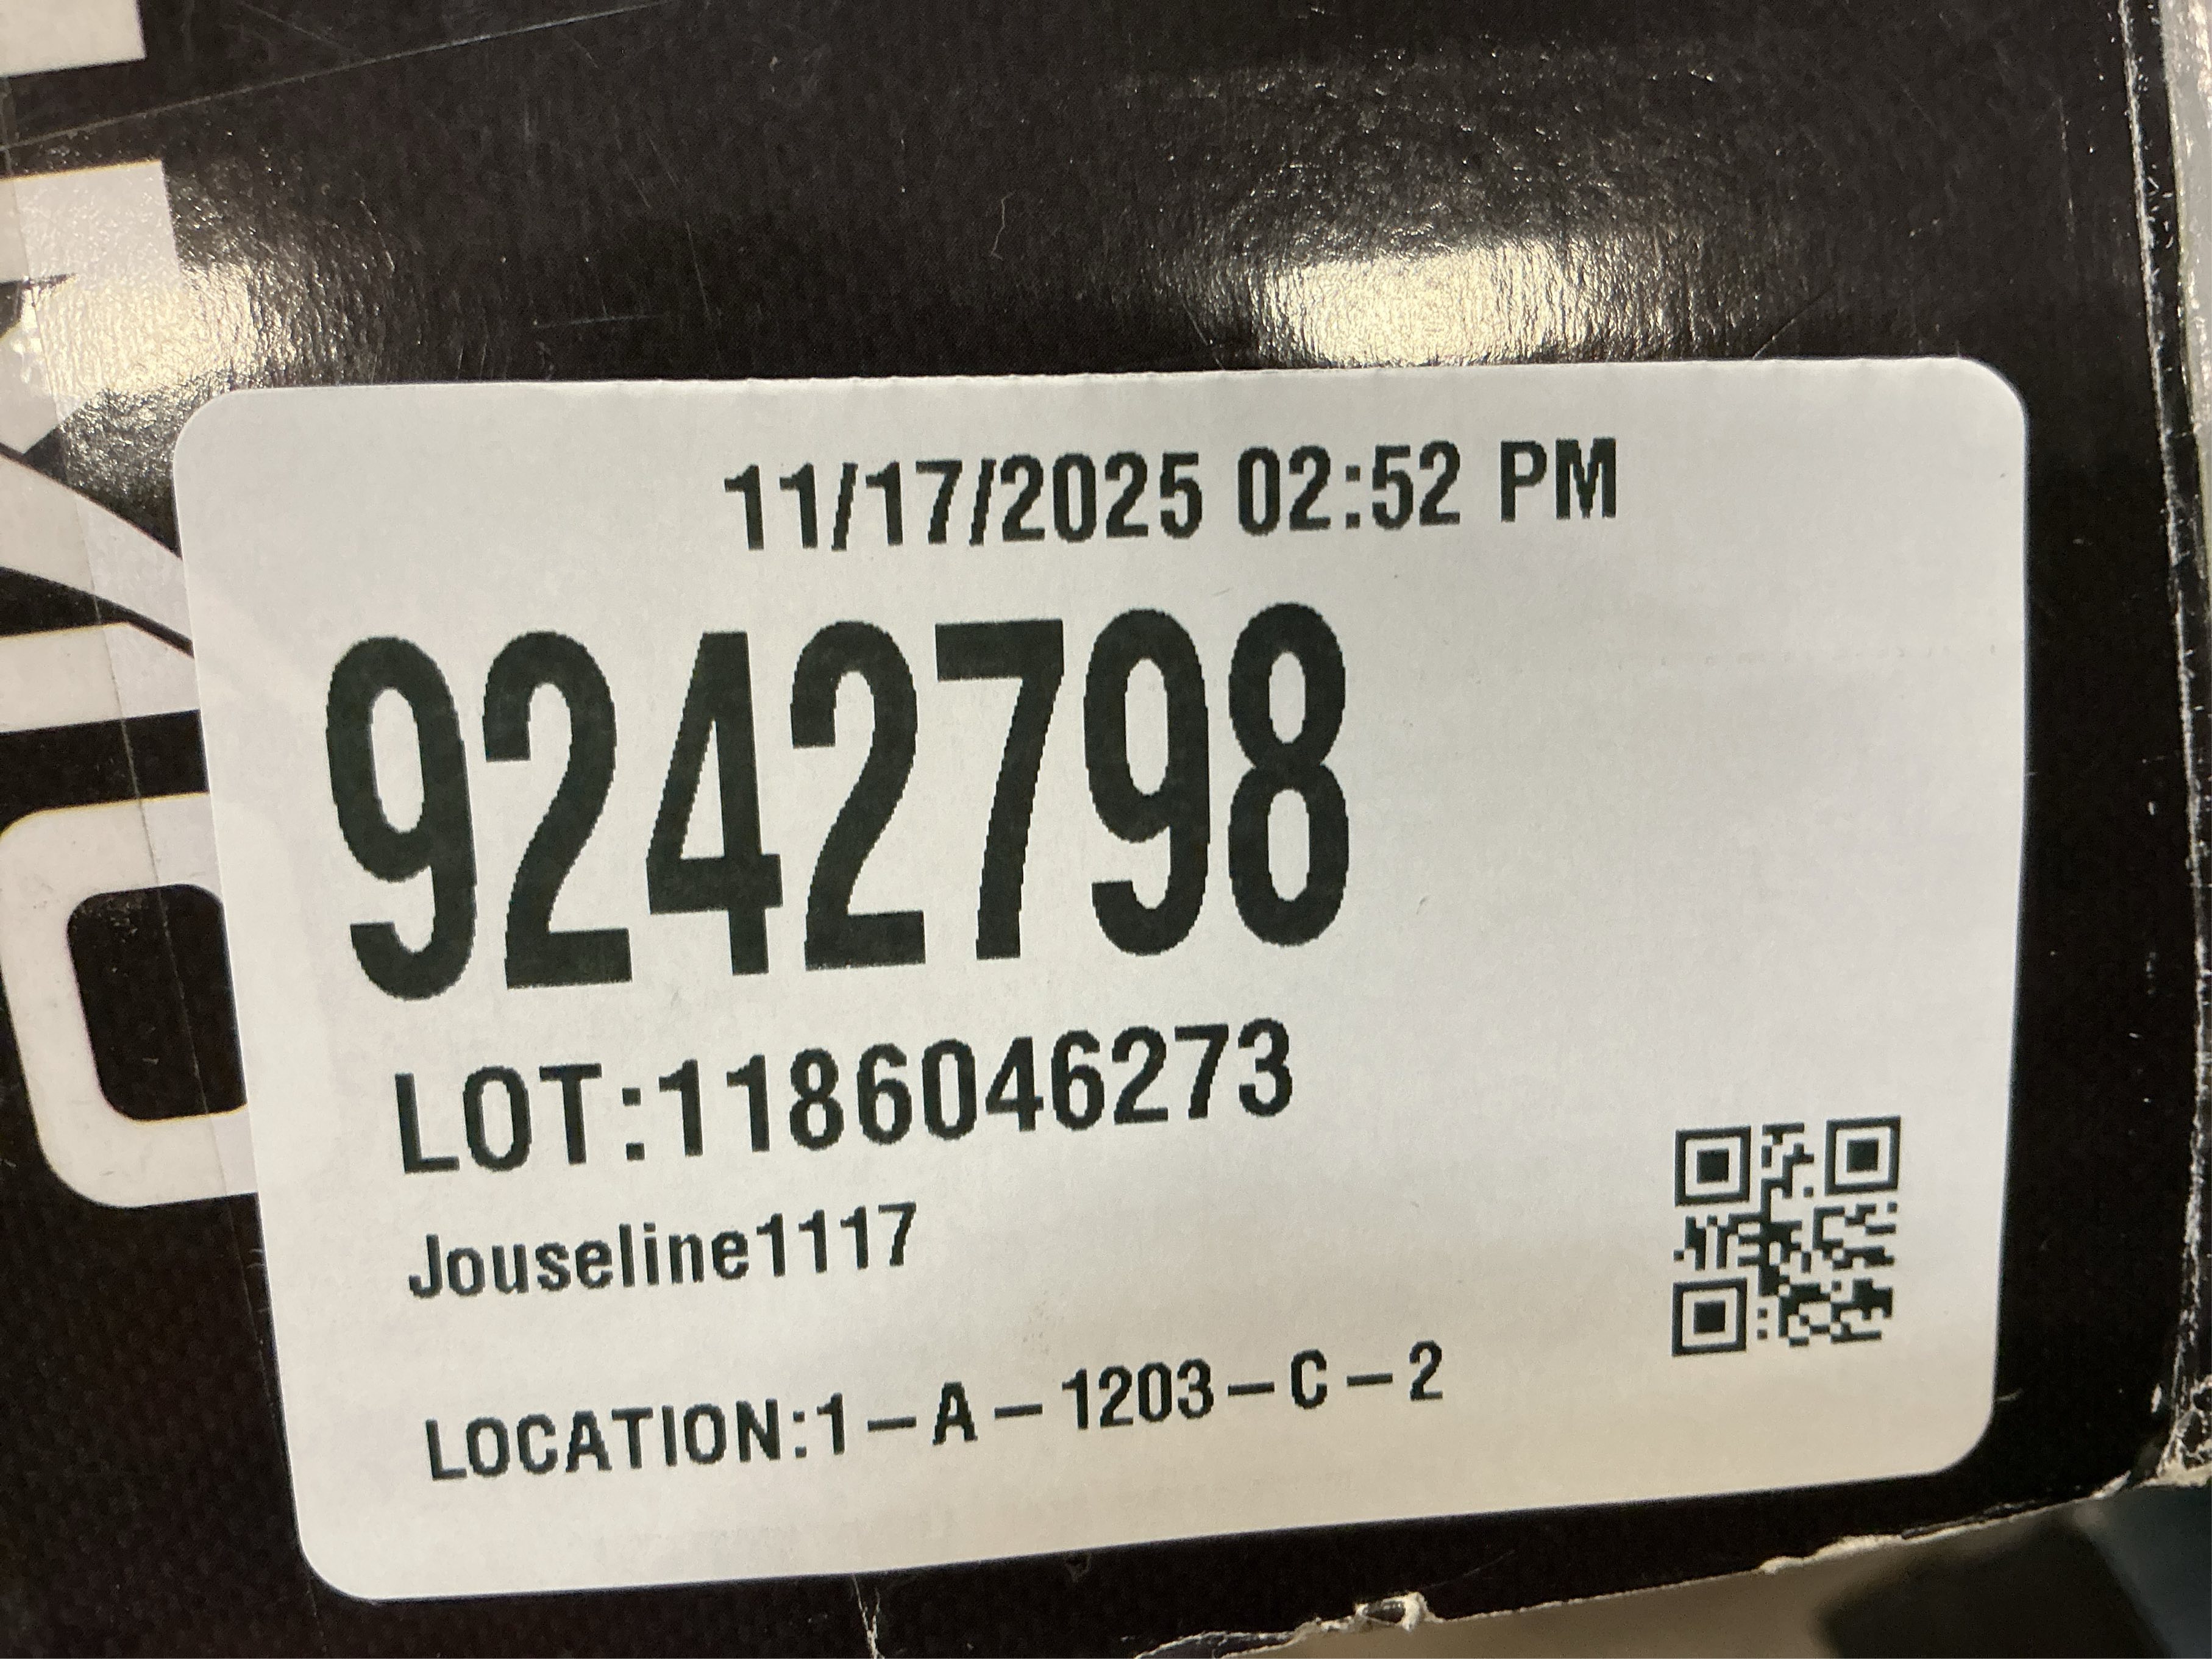 11/17/2025 02:52 PM
9242798
LOT:1186046273
Jouseline1117
LOCATION:1-A-1203-C-2